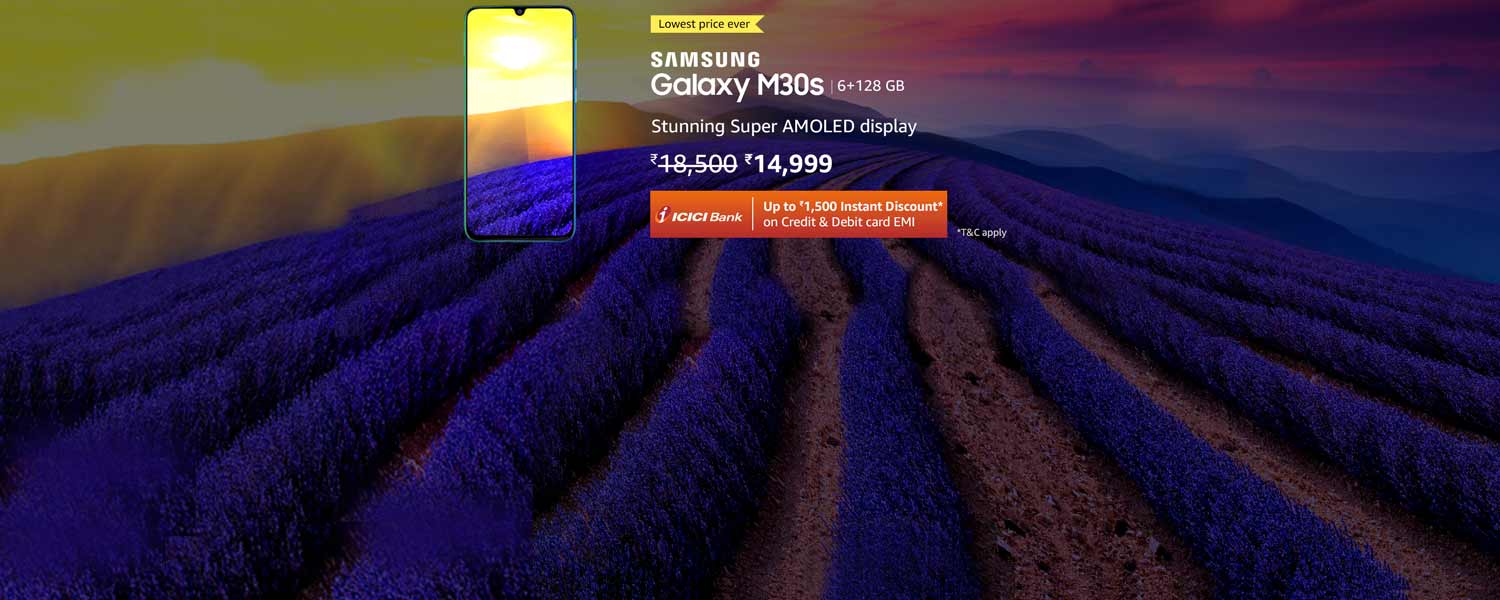 Lowest price ever
SAMSUNG
Galaxy M30s | 6+128 GB
Stunning Super AMOLED display
₹18,500 ₹14,999
ICICI Bank
Up to ₹1,500 Instant Discount*
on Credit & Debit card EMI
*T&C apply